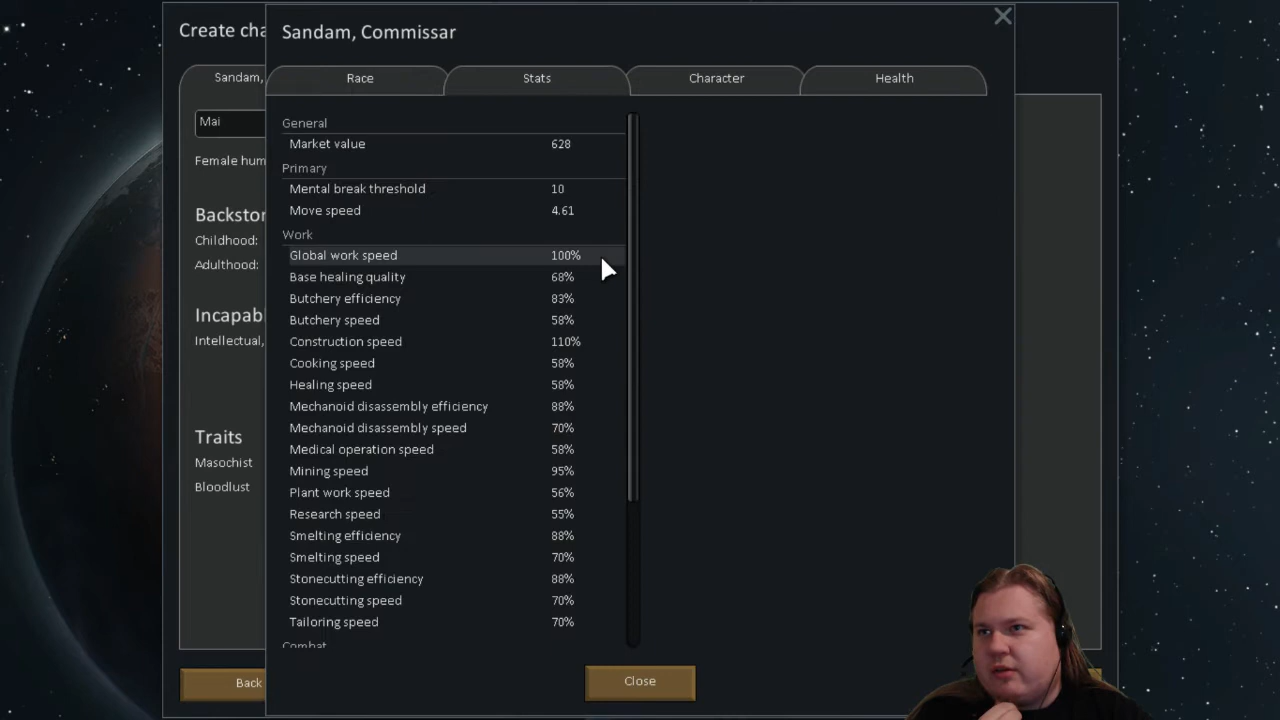 Create cha
Sandam, Commissar
Sandam,
Race
Stats
Character
Health
Mai
Female hum
Backstor
Childhood:
Adulthood:
Incapab
Intellectual,
Traits
Masochist
Bloodlust
General
Market value 628
Primary
Mental break threshold 10
Move speed 4.61
Work
Global work speed 100%
Base healing quality 68%
Butchery efficiency 83%
Butchery speed 58%
Construction speed 110%
Cooking speed 58%
Healing speed 58%
Mechanoid disassembly efficiency 88%
Mechanoid disassembly speed 70%
Medical operation speed 58%
Mining speed 95%
Plant work speed 56%
Research speed 55%
Smelting efficiency 88%
Smelting speed 70%
Stonecutting efficiency 88%
Stonecutting speed 70%
Tailoring speed 70%
Combat
Back
Close